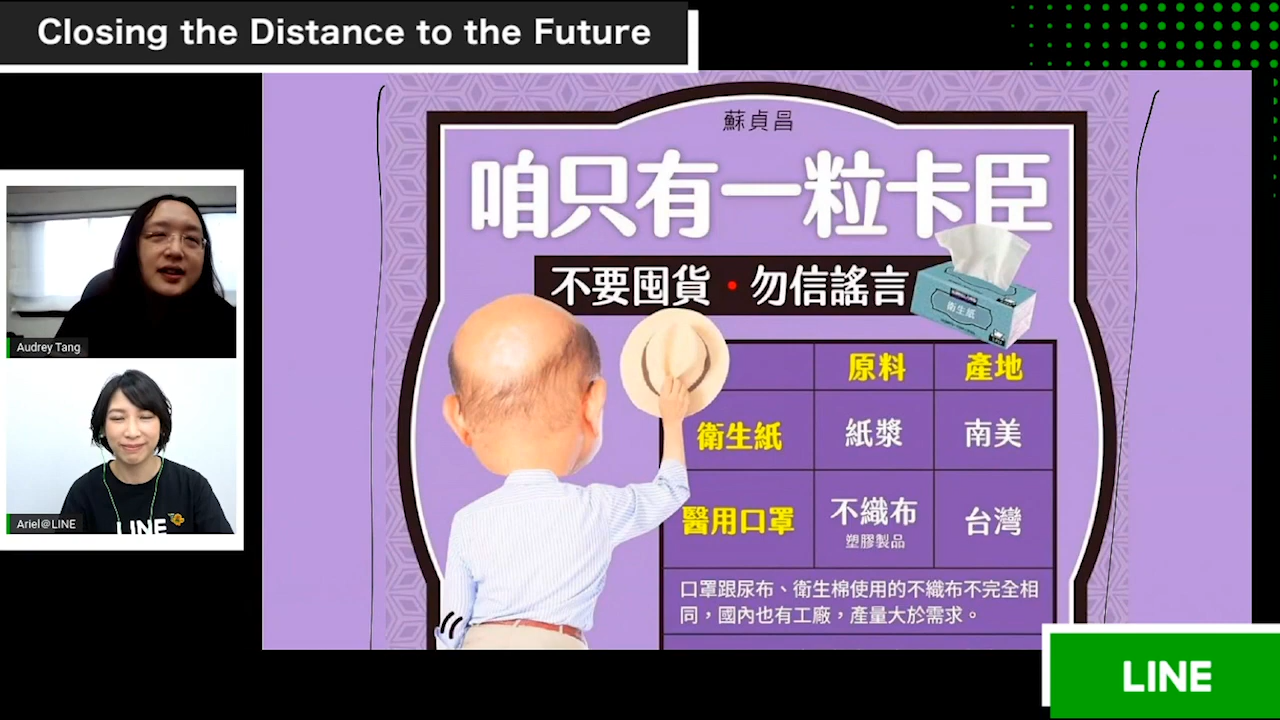 Closing the Distance to the Future
蘇貞昌
咱只有一粒卡臣
不要囤貨・勿信謠言
衛生紙
原料 產地
衛生紙 紙漿 南美
醫用口罩 不織布 台灣
塑膠製品
口罩跟尿布、衛生棉使用的不織布不完全相
同，國內也有工廠，產量大於需求。
Audrey Tang
LINE
Ariel@LINE
LINE